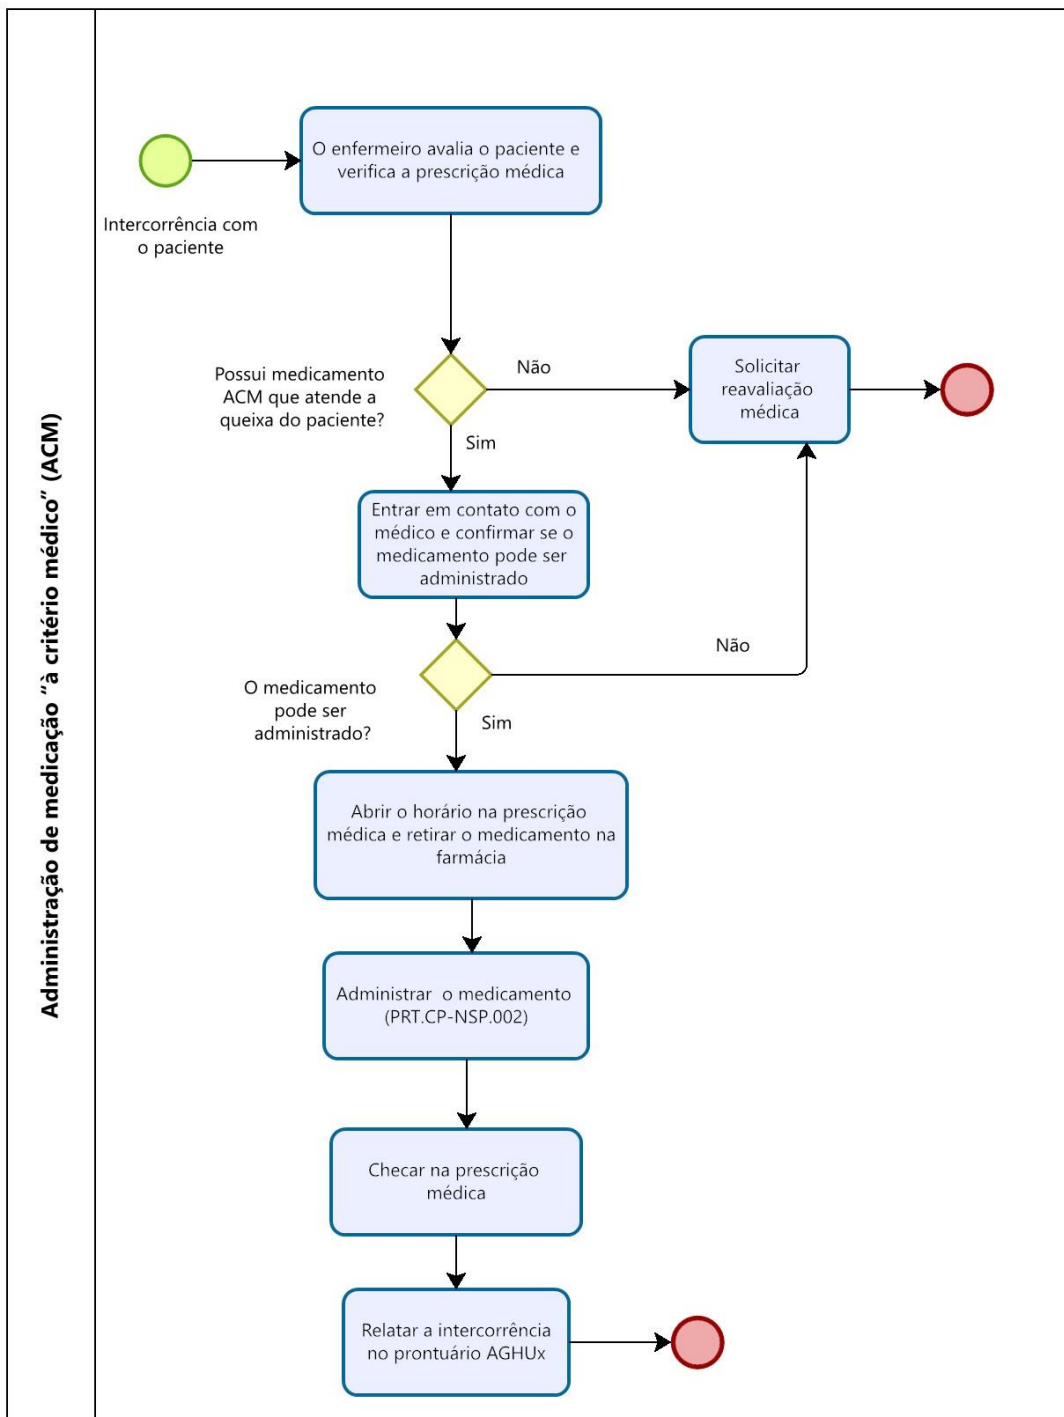 Administração de medicação “à critério médico” (ACM)
O enfermeiro avalia o paciente e
verifica a prescrição médica
Intercorrência com
o paciente
Possui medicamento
ACM que atende a
queixa do paciente?
Não
Solicitar
reavaliação
médica
Sim
Entrar em contato com o
médico e confirmar se o
medicamento pode ser
administrado
O medicamento
pode ser
administrado?
Não
Sim
Abrir o horário na prescrição
médica e retirar o medicamento na
farmácia
Administrar o medicamento
(PRT.CP-NSP.002)
Checar na prescrição
médica
Relatar a intercorrência
no prontuário AGHUx